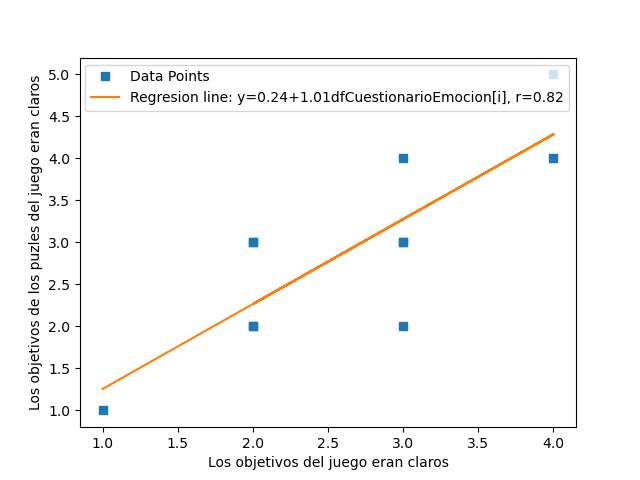 Data Points
Regresion line: y=0.24+1.01dfCuestionarioEmocion[i], r=0.82
Los objetivos de los puzles del juego eran claros
5.0
4.5
4.0
3.5
3.0
2.5
2.0
1.5
1.0
1.0 1.5 2.0 2.5 3.0 3.5 4.0
Los objetivos del juego eran claros